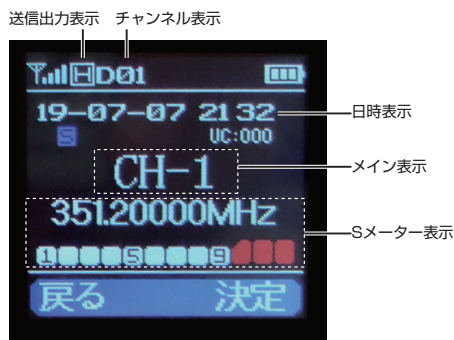 送信出力表示 チャンネル表示
H D01
19-07-07 21 32
日時表示
S UC:000
CH-1
メイン表示
351.20000MHz
Sメーター表示
1 5 9
戻る 決定